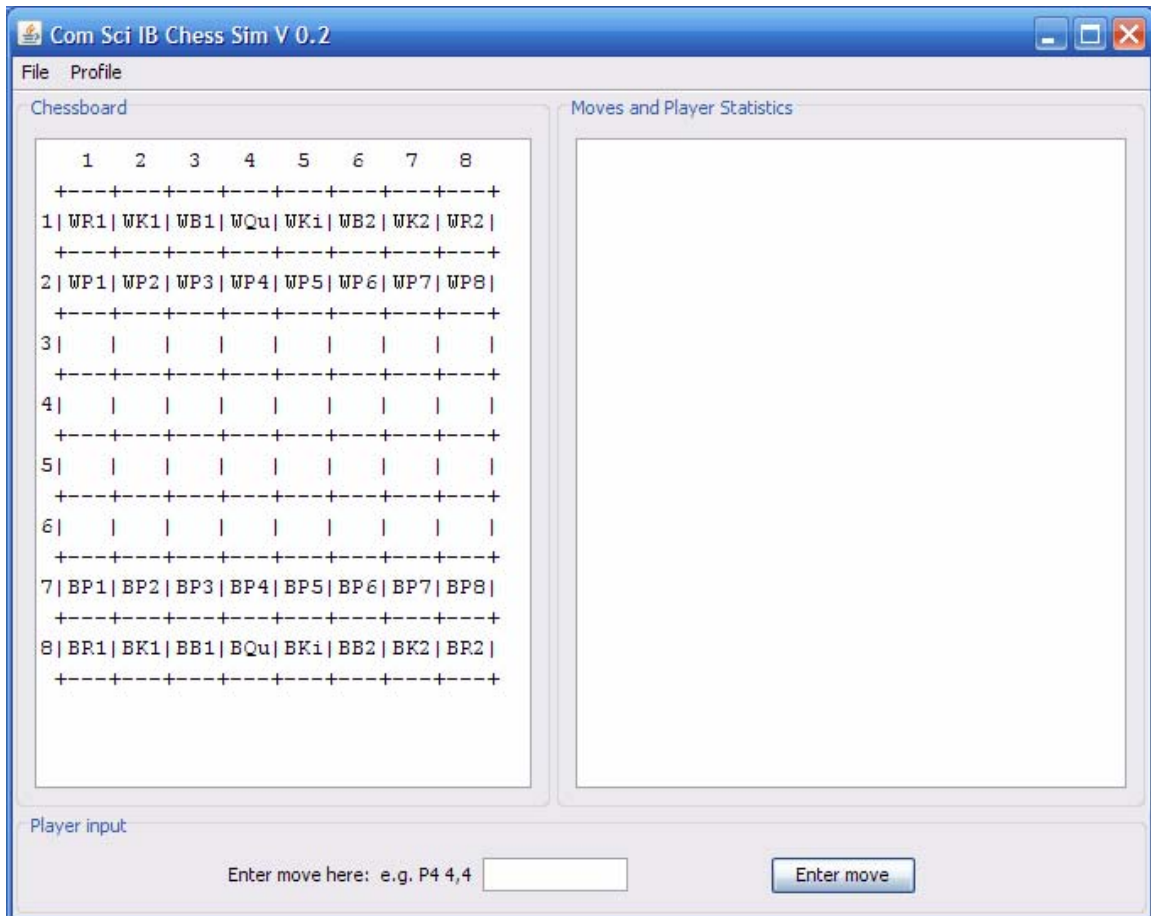 Com Sci IB Chess Sim V 0.2
File Profile
Chessboard
1 2 3 4 5 6 7 8
+---+---+---+---+---+---+---+---+
1|WR1|WK1|WB1|WQu|WKi|WB2|WK2|WR2|
+---+---+---+---+---+---+---+---+
2|WP1|WP2|WP3|WP4|WP5|WP6|WP7|WP8|
+---+---+---+---+---+---+---+---+
3|   |   |   |   |   |   |   |   |
+---+---+---+---+---+---+---+---+
4|   |   |   |   |   |   |   |   |
+---+---+---+---+---+---+---+---+
5|   |   |   |   |   |   |   |   |
+---+---+---+---+---+---+---+---+
6|   |   |   |   |   |   |   |   |
+---+---+---+---+---+---+---+---+
7|BP1|BP2|BP3|BP4|BP5|BP6|BP7|BP8|
+---+---+---+---+---+---+---+---+
8|BR1|BK1|BB1|BQu|BKi|BB2|BK2|BR2|
+---+---+---+---+---+---+---+---+
Moves and Player Statistics
Player input
Enter move here: e.g. P4 4,4
Enter move